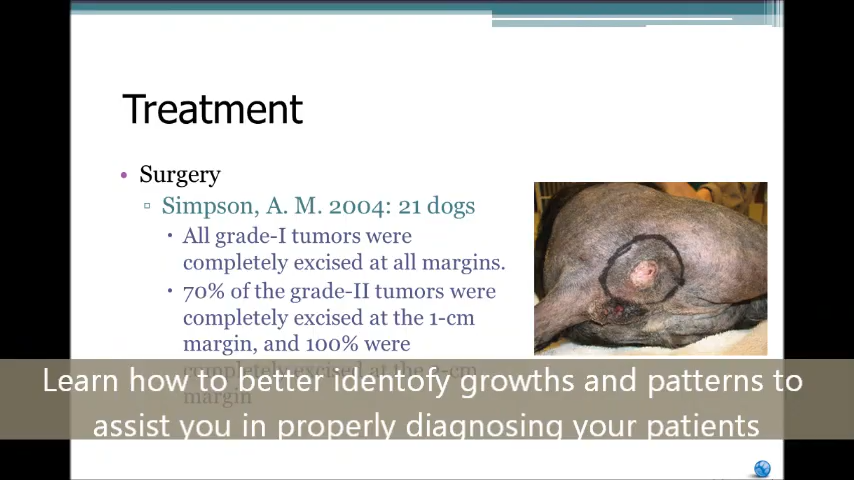 Treatment
• Surgery
▫ Simpson, A. M. 2004: 21 dogs
• All grade-I tumors were
completely excised at all margins.
• 70% of the grade-II tumors were
completely excised at the 1-cm
margin, and 100% were
completely excised at the 2-cm
margin
Learn how to better identofy growths and patterns to
assist you in properly diagnosing your patients